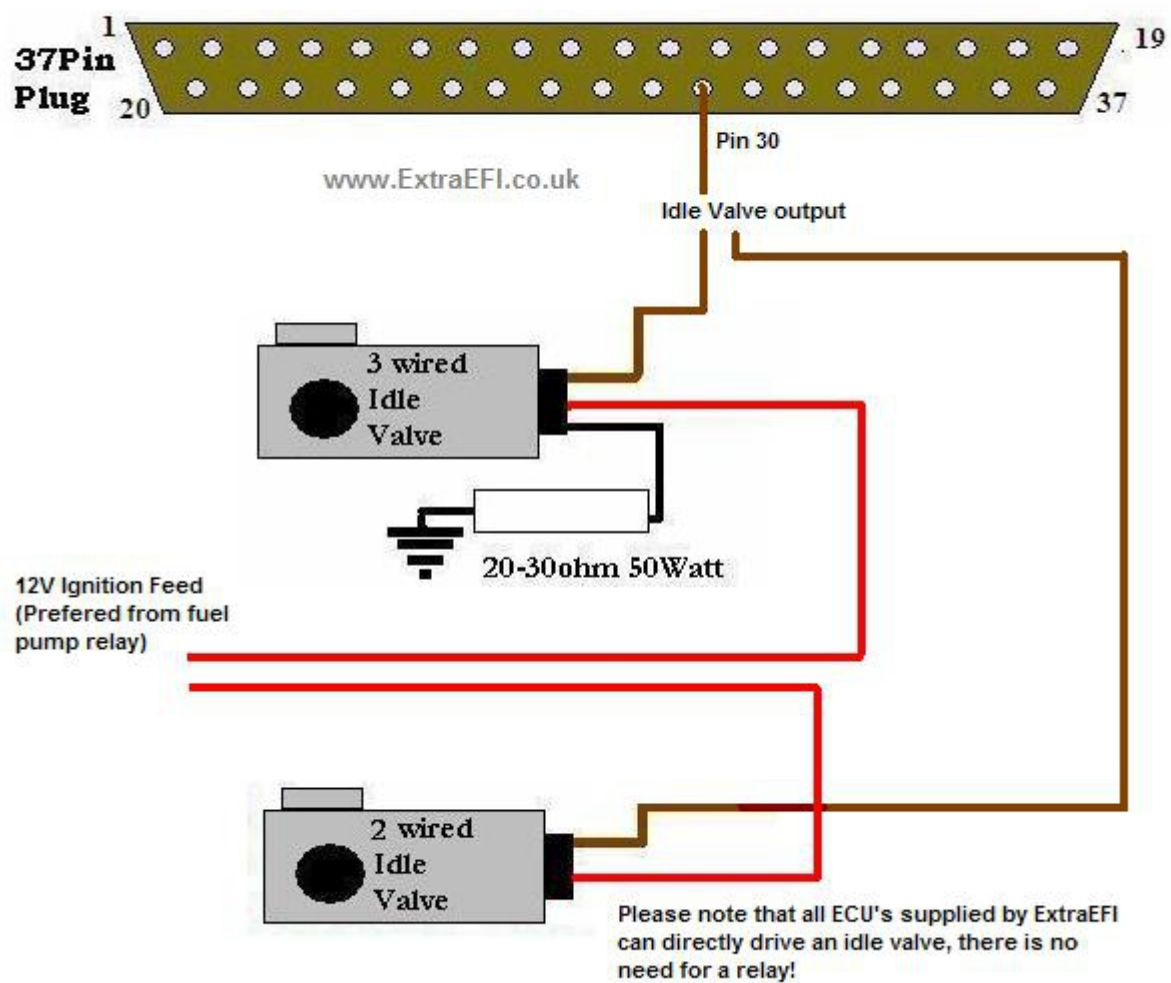 1
19
37Pin
Plug
20
37
Pin 30
www.ExtraEFI.co.uk
Idle Valve output
3 wired
Idle
Valve
20-30ohm 50Watt
12V Ignition Feed
(Prefered from fuel
pump relay)
2 wired
Idle
Valve
Please note that all ECU's supplied by ExtraEFI
can directly drive an idle valve, there is no
need for a relay!